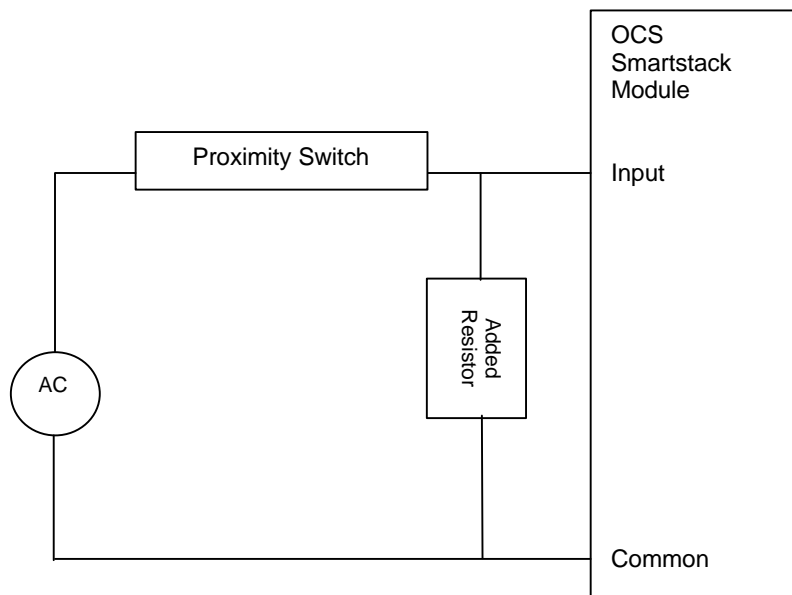 OCS
Smartstack
Module
Proximity Switch
Input
Added
Resistor
AC
Common